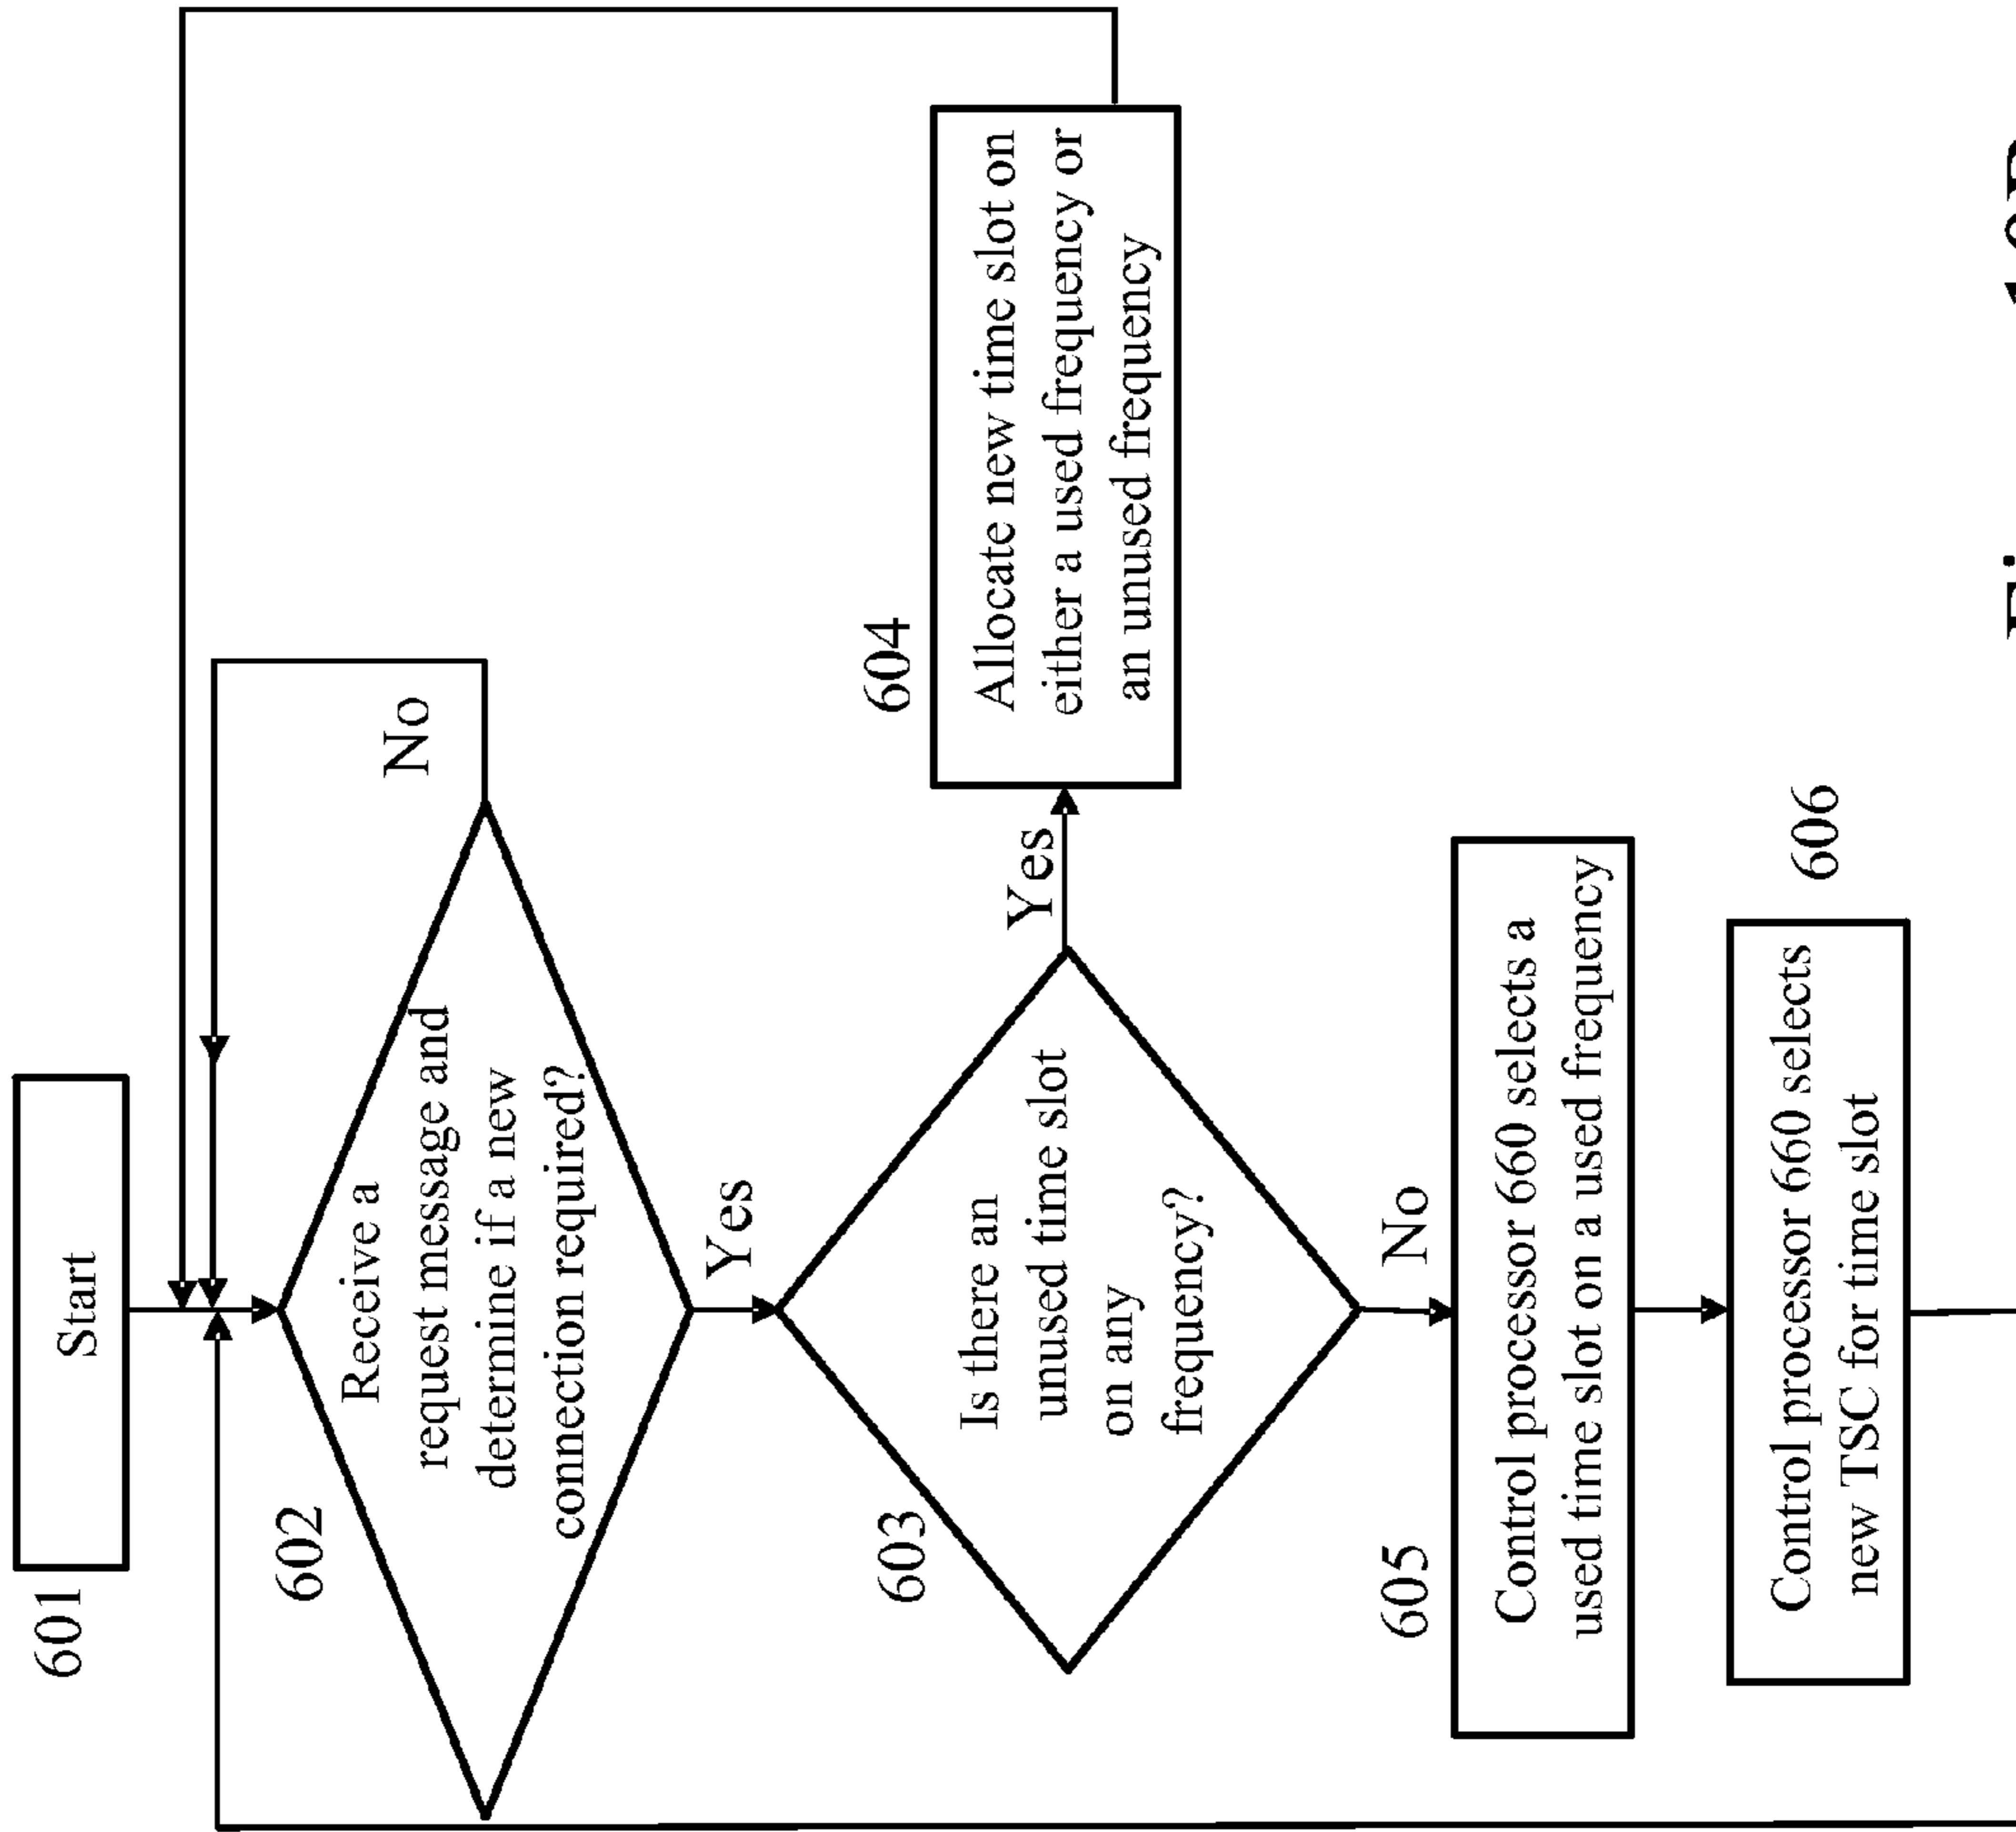 601
Start
602
Receive a
request message and
determine if a new
connection required?
No
Yes
603
Is there an
unused time slot
on any
frequency?
Yes
604
Allocate new time slot on
either a used frequency or
an unused frequency
No
605
Control processor 660 selects a
used time slot on a used frequency
606
Control processor 660 selects
new TSC for time slot